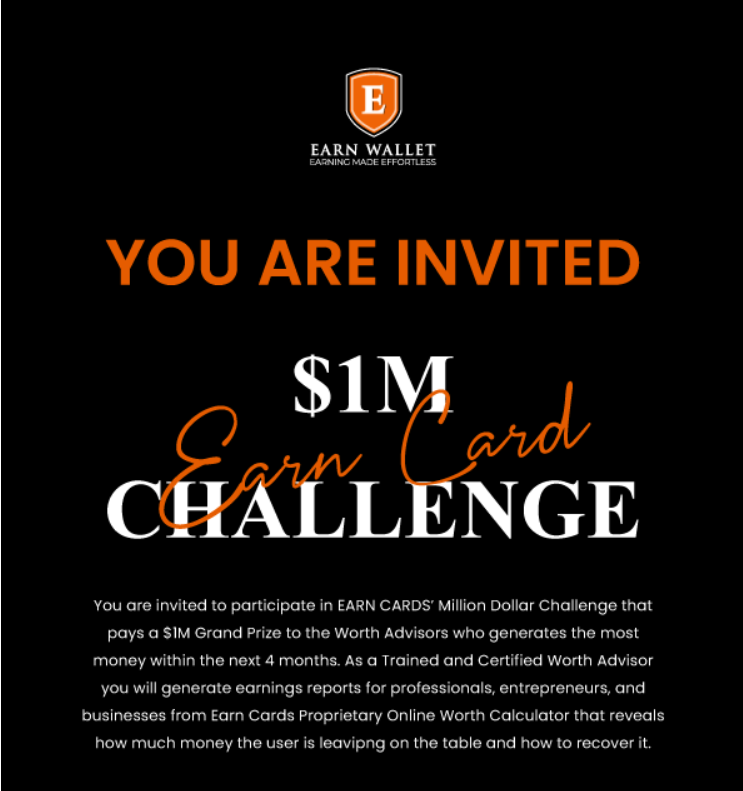 E
EARN WALLET
EARNING MADE EFFORTLESS
YOU ARE INVITED
$1M
Earn Card
CHALLENGE
You are invited to participate in EARN CARDS' Million Dollar Challenge that
pays a $1M Grand Prize to the Worth Advisors who generates the most
money within the next 4 months. As a Trained and Certified Worth Advisor
you will generate earnings reports for professionals, entrepreneurs, and
businesses from Earn Cards Proprietary Online Worth Calculator that reveals
how much money the user is leavipng on the table and how to recover it.